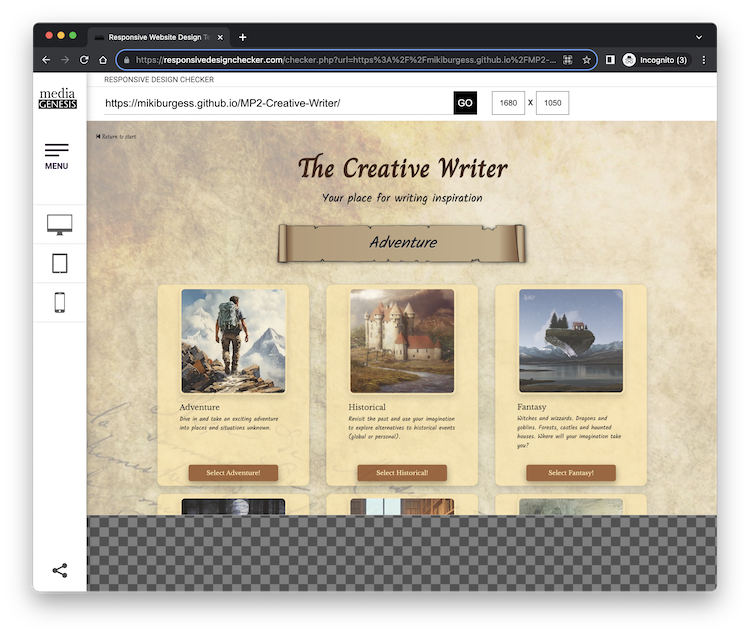 Responsive Website Design Te
https://responsivedesignchecker.com/checker.php?url=https%3A%2F%2Fmikiburgess.github.io%2FMP2-...
Incognito (3)
media
GENESIS
RESPONSIVE DESIGN CHECKER
https://mikiburgess.github.io/MP2-Creative-Writer/
GO
1680 X 1050
MENU
Return to start
The Creative Writer
Your place for writing inspiration
Adventure
Adventure
Dive in and take an exciting adventure
into places and situations unknown.
Select Adventure!
Historical
Revisit the past and use your imagination
to explore alternatives to historical events
(global or personal).
Select Historical!
Fantasy
Witches and wizzards. Dragons and
goblins. Forests, castles and haunted
houses. Where will your imagination take
you?
Select Fantasy!